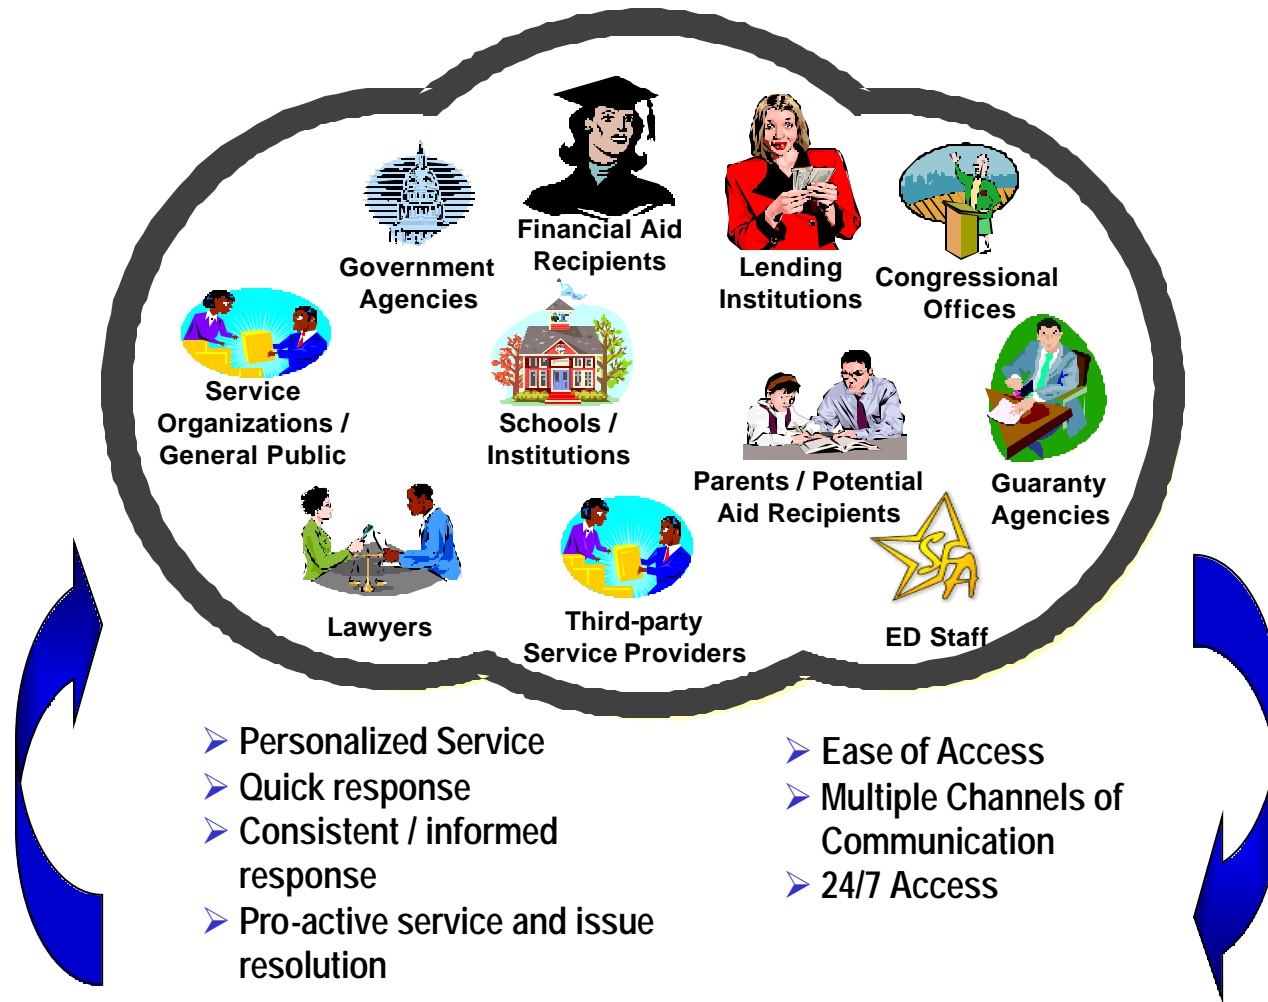 Financial Aid
Recipients
Government
Agencies
Lending
Institutions
Congressional
Offices
Service
Organizations /
General Public
Schools /
Institutions
Parents / Potential
Aid Recipients
Guaranty
Agencies
SFA
Lawyers
Third-party
Service Providers
ED Staff
Personalized Service
Quick response
Consistent / informed
response
Pro-active service and issue
resolution
Ease of Access
Multiple Channels of
Communication
24/7 Access